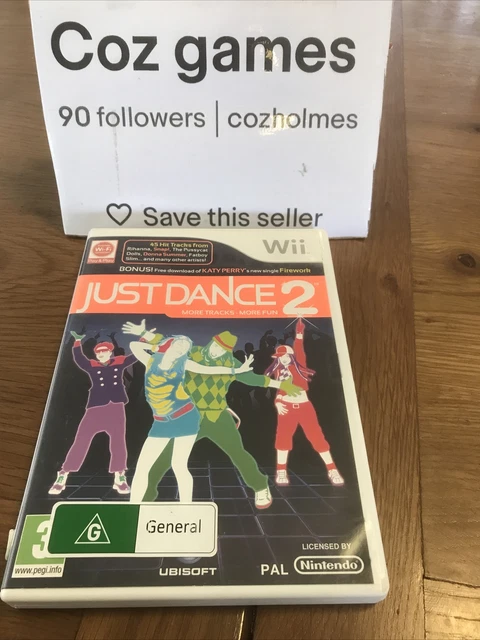 Coz games
90 followers | cozholmes
♡ Save this seller
Wii
45 Hit Tracks from
Rihanna, Snap!, The Pussycat
Dolls, Donna Summer, Fatboy
Slim... and many other artists!
BONUS! Free download of KATY PERRY's new single Firework
JUST DANCE 2
MORE TRACKS. MORE FUN
3
www.pegi.info
G
General
UBISOFT
PAL
LICENSED BY
Nintendo